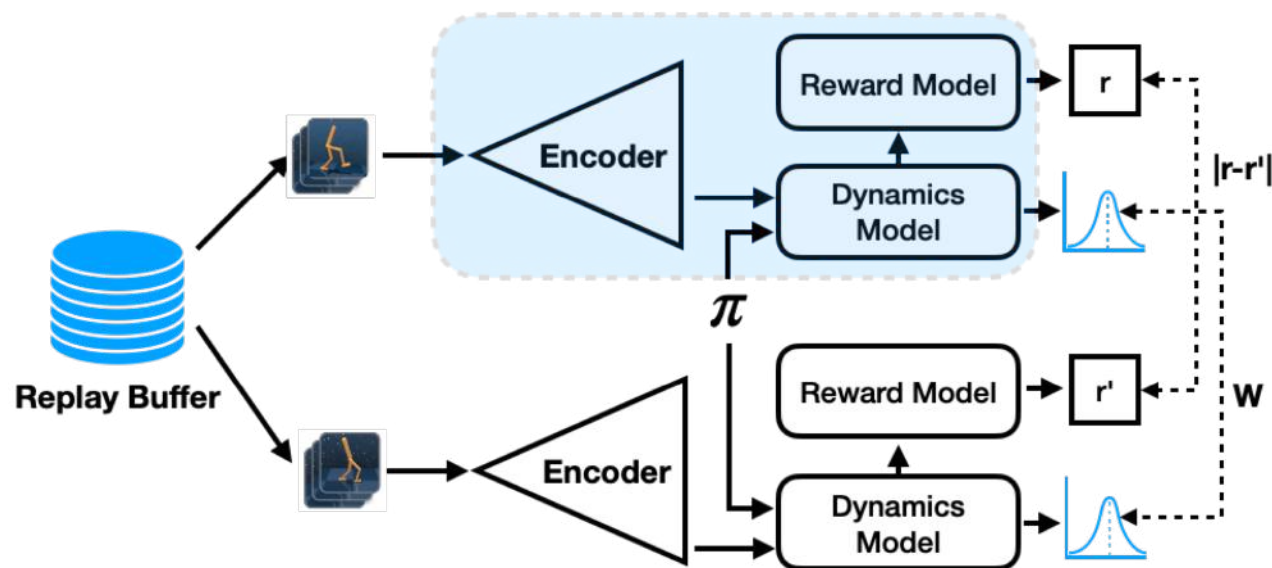 Reward Model
r
Encoder
|r-r'|
Dynamics
Model
π
Replay Buffer
Reward Model
r'
W
Encoder
Dynamics
Model